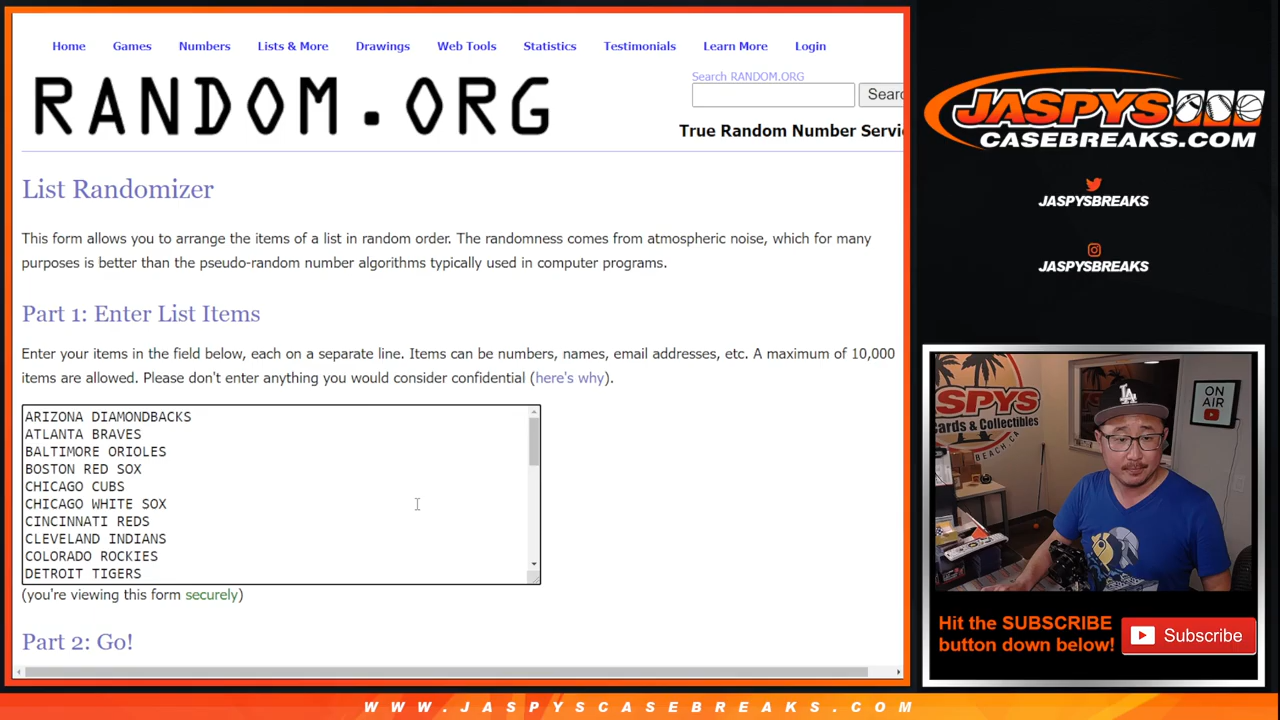 Home Games Numbers Lists & More Drawings Web Tools Statistics Testimonials Learn More Login
RANDOM.ORG
Search RANDOM.ORG
True Random Number Servi
List Randomizer
This form allows you to arrange the items of a list in random order. The randomness comes from atmospheric noise, which for many
purposes is better than the pseudo-random number algorithms typically used in computer programs.
Part 1: Enter List Items
Enter your items in the field below, each on a separate line. Items can be numbers, names, email addresses, etc. A maximum of 10,000
items are allowed. Please don't enter anything you would consider confidential (here's why).
ARIZONA DIAMONDBACKS
ATLANTA BRAVES
BALTIMORE ORIOLES
BOSTON RED SOX
CHICAGO CUBS
CHICAGO WHITE SOX
CINCINNATI REDS
CLEVELAND INDIANS
COLORADO ROCKIES
DETROIT TIGERS
(you're viewing this form securely)
Part 2: Go!
JASPYS
CASEBREAKS.COM
JASPYSBREAKS
JASPYSBREAKS
ON
AIR
LA
Cards & Collectibles
BEACH CA
Hit the SUBSCRIBE
button down below!
Subscribe
WWW.JASPYSCASEBREAKS.COM